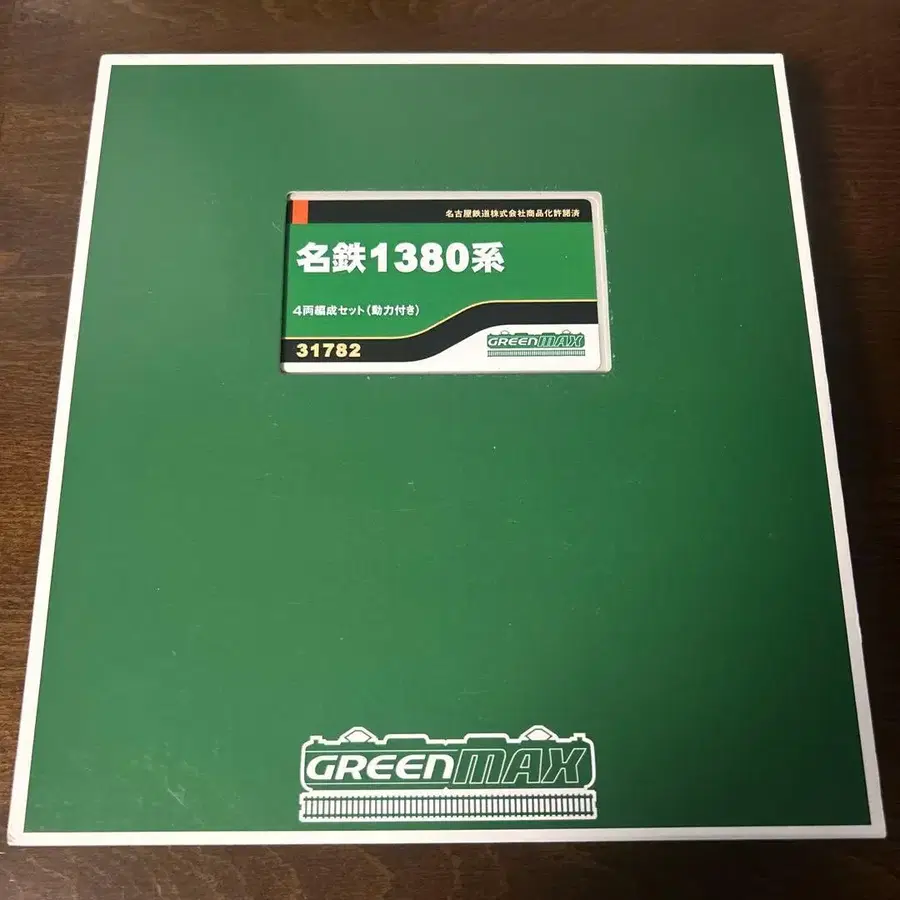 名古屋鉄道株式会社商品化許諾済
名鉄1380系
4両編成セット(動力付き)
31782
GREENMAX
GREENMAX